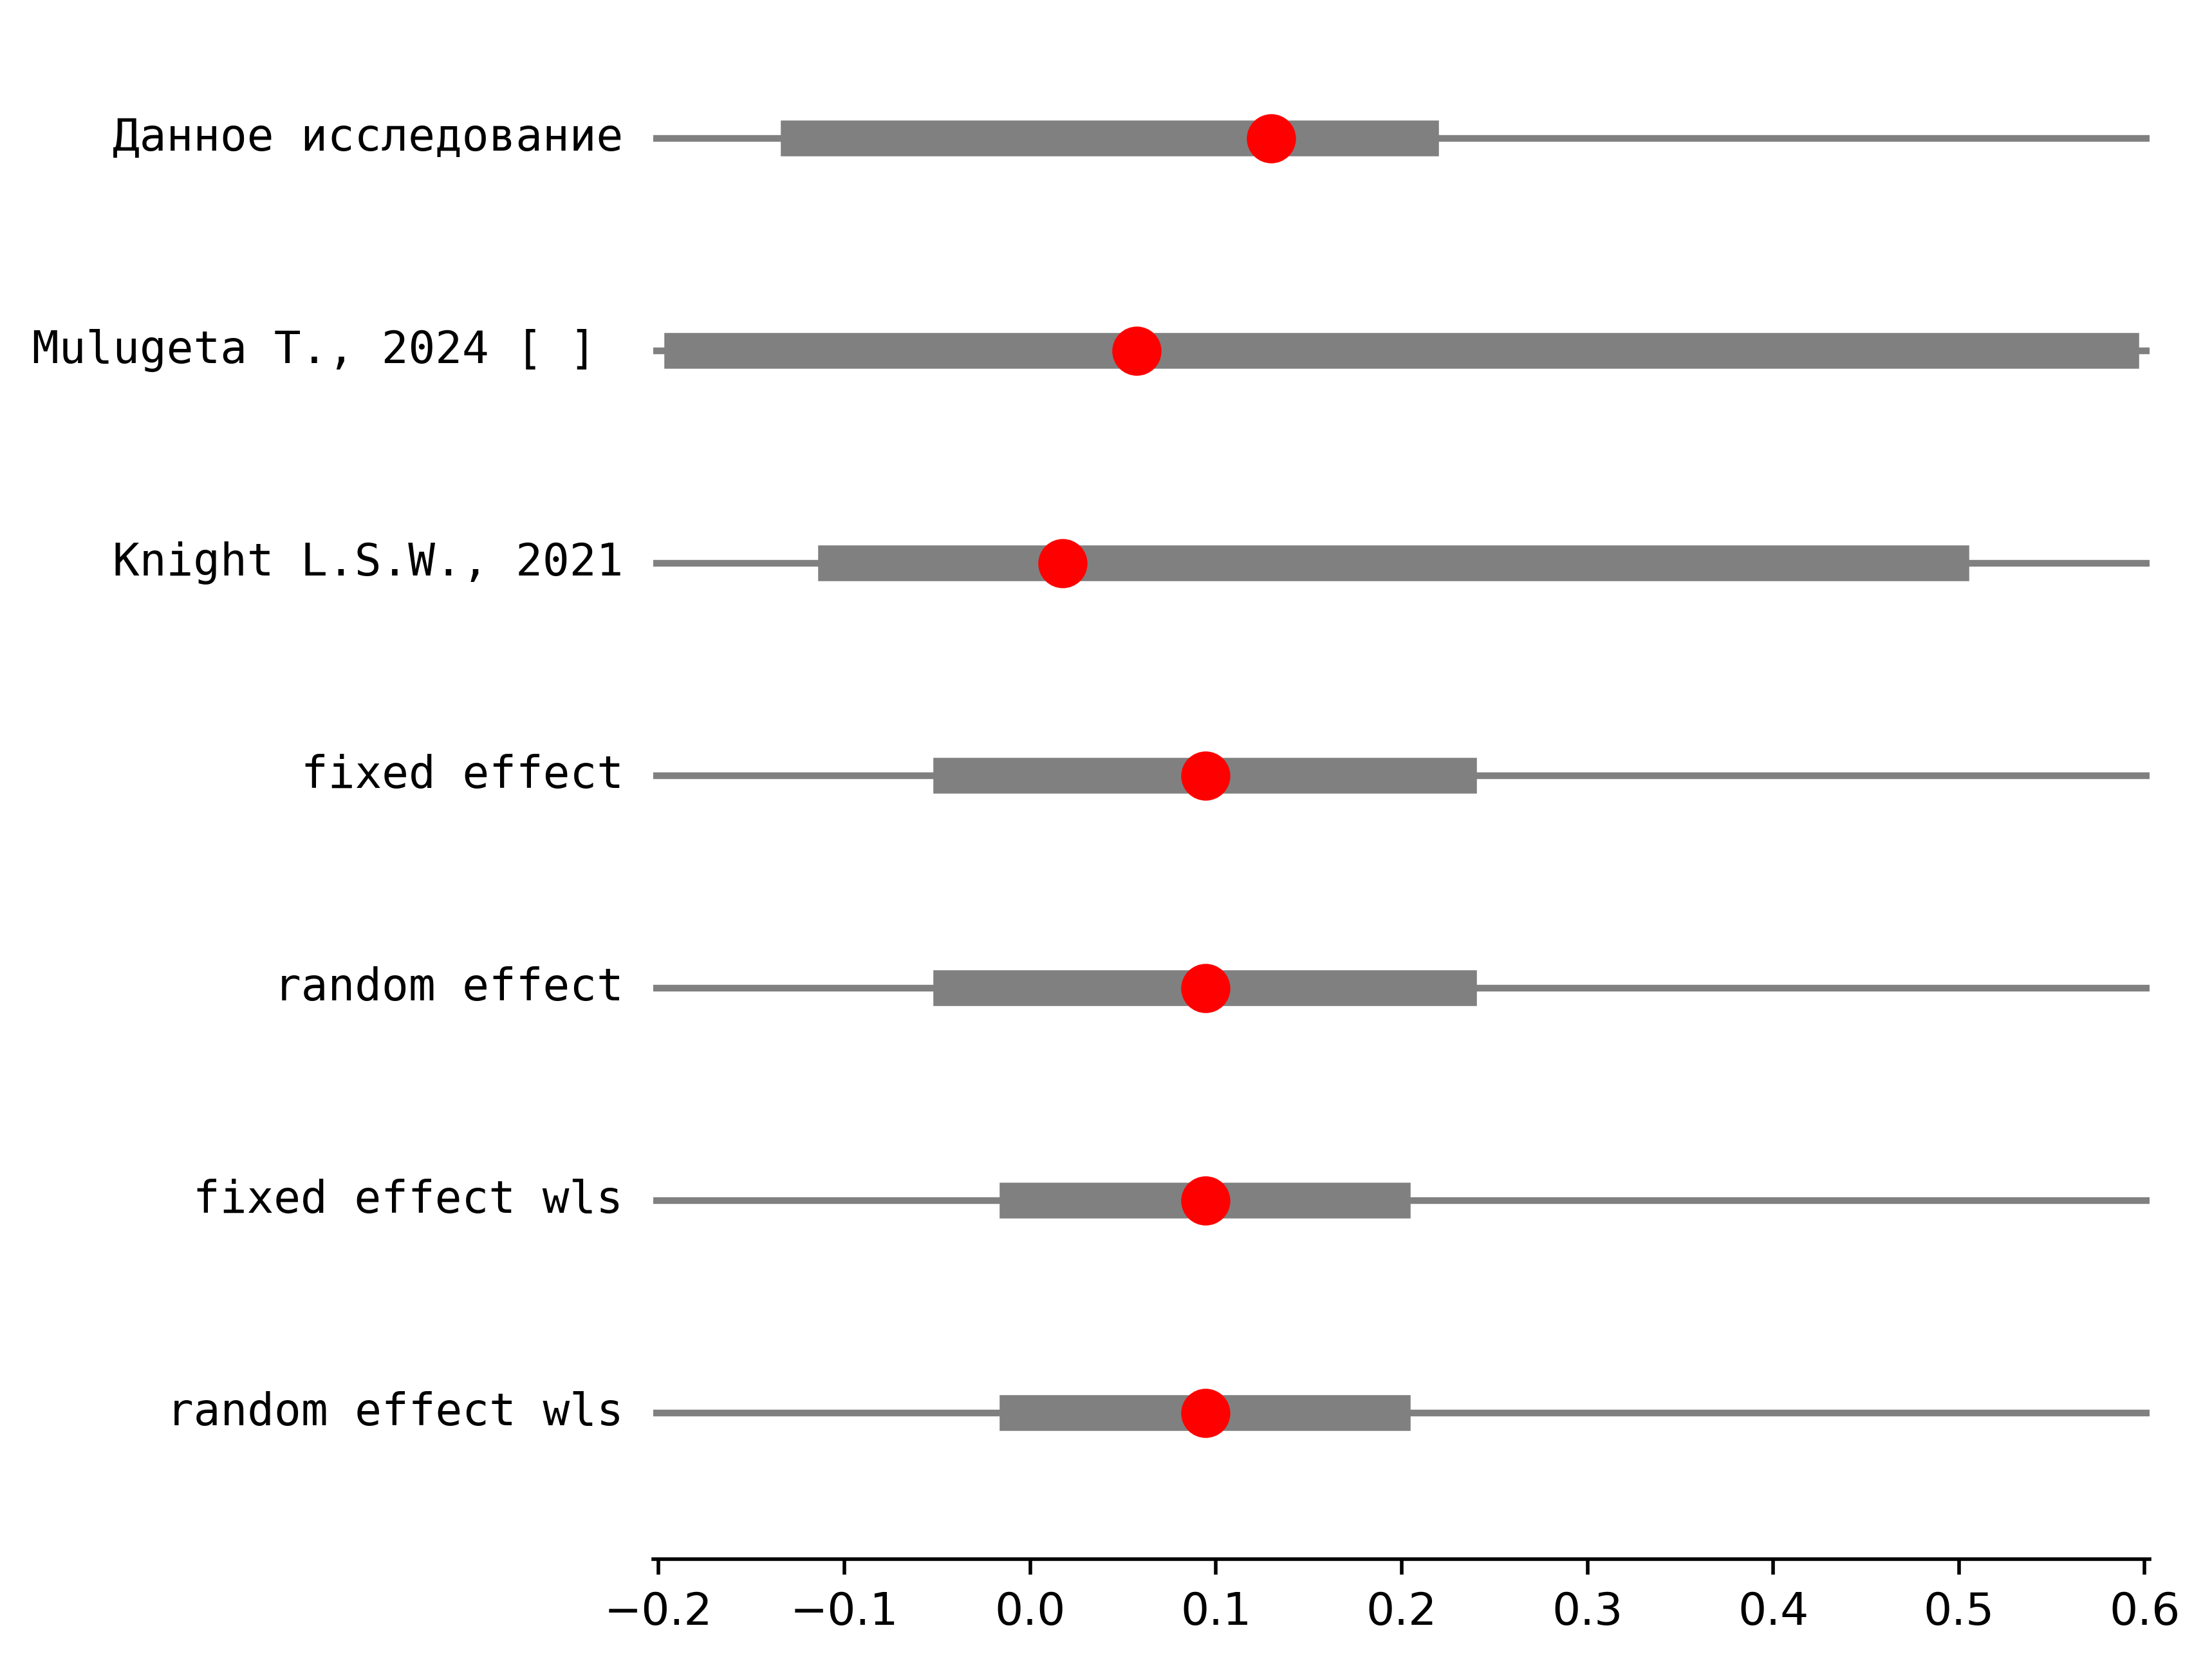 Данное исследование
Mulugeta T., 2024 [ ]
Knight L.S.W., 2021
fixed effect
random effect
fixed effect wls
random effect wls
−0.2 −0.1 0.0 0.1 0.2 0.3 0.4 0.5 0.6